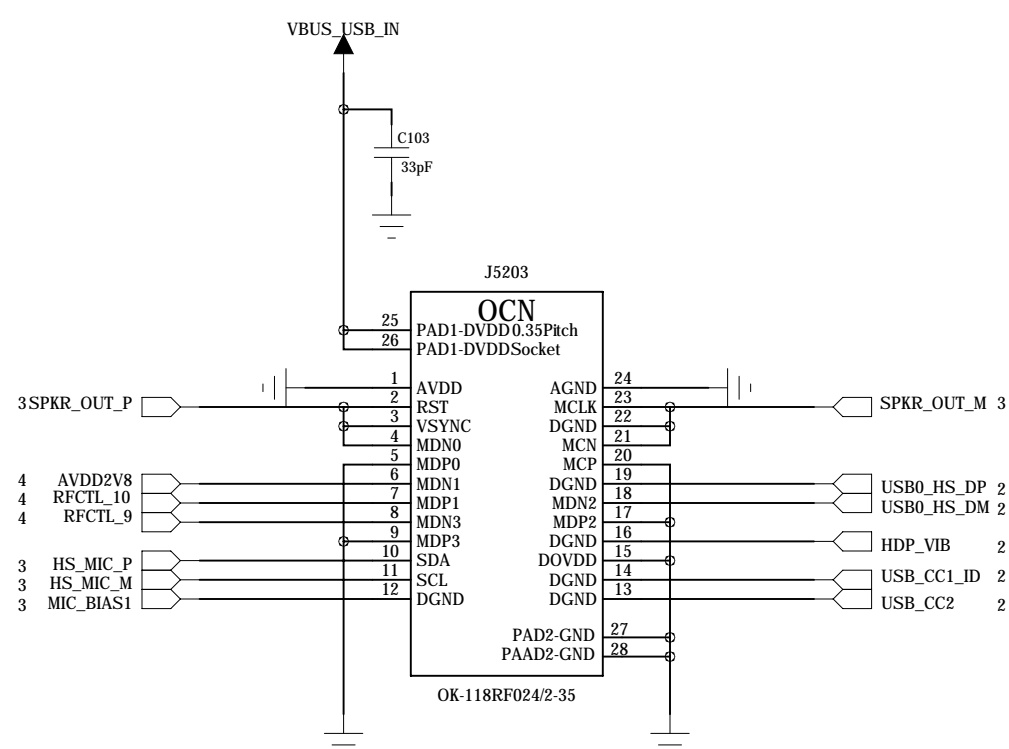 VBUS_USB_IN
C103
33pF
J5203
OCN
25 PAD1-DVDD 0.35Pitch
26 PAD1-DVDD Socket
1 AVDD AGND 24
3 SPKR_OUT_P 2 RST MCLK 23 SPKR_OUT_M 3
3 VSYNC DGND 22
4 MDN0 MCN 21
5 MDP0 MCP 20
4 AVDD2V8 6 MDN1 DGND 19 USB0_HS_DP 2
4 RFCTL_10 7 MDP1 MDN2 18 USB0_HS_DM 2
4 RFCTL_9 8 MDN3 MDP2 17
9 MDP3 DGND 16 HDP_VIB 2
3 HS_MIC_P 10 SDA DOVDD 15
3 HS_MIC_M 11 SCL DGND 14 USB_CC1_ID 2
3 MIC_BIAS1 12 DGND DGND 13 USB_CC2 2
PAD2-GND 27
PAAD2-GND 28
OK-118RF024/2-35